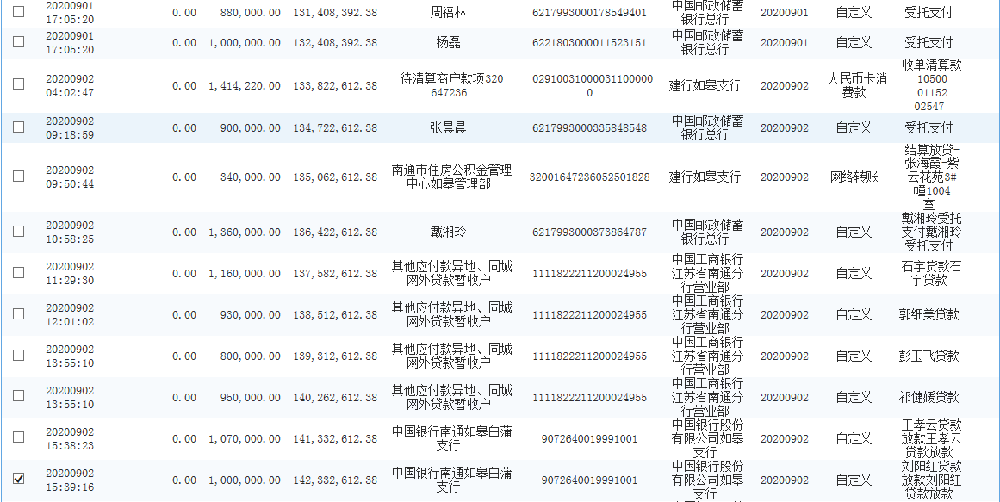 20200901
17:05:20
0.00 880,000.00 131,408,392.38 周福林 6217993000178549401
中国邮政储蓄
银行总行
20200901 自定义 受托支付
20200901
17:05:20
0.00 1,000,000.00 132,408,392.38 杨磊 6221803000011523151
中国邮政储蓄
银行总行
20200901 自定义 受托支付
20200902
04:02:47
0.00 1,414,220.00 133,822,612.38
待清算商户款项320
647236
02910031000031100000
0
建行如皋支行 20200902
人民币卡消
费款
收单清算款
10500
01152
02547
20200902
09:18:59
0.00 900,000.00 134,722,612.38 张晨晨 6217993000335848548
中国邮政储蓄
银行总行
20200902 自定义 受托支付
20200902
09:50:44
0.00 340,000.00 135,062,612.38
南通市住房公积金管理
中心如皋管理部
32001647236052501828 建行如皋支行 20200902 网络转账
结算放贷-
张海霞-紫
云花苑3#
幢1004
室
20200902
10:58:25
0.00 1,360,000.00 136,422,612.38 戴湘玲 6217993000373864787
中国邮政储蓄
银行总行
20200902 自定义
戴湘玲受托
支付戴湘玲
受托支付
20200902
11:29:30
0.00 1,160,000.00 137,582,612.38
其他应付款异地、同城
网外贷款暂收户
1111822211200024955
中国工商银行
江苏省南通分
行营业部
20200902 自定义
石宇贷款石
宇贷款
20200902
12:01:02
0.00 930,000.00 138,512,612.38
其他应付款异地、同城
网外贷款暂收户
1111822211200024955
中国工商银行
江苏省南通分
行营业部
20200902 自定义 郭细美贷款
20200902
13:55:10
0.00 800,000.00 139,312,612.38
其他应付款异地、同城
网外贷款暂收户
1111822211200024955
中国工商银行
江苏省南通分
行营业部
20200902 自定义 彭玉飞贷款
20200902
13:55:10
0.00 950,000.00 140,262,612.38
其他应付款异地、同城
网外贷款暂收户
1111822211200024955
中国工商银行
江苏省南通分
行营业部
20200902 自定义 祁健媛贷款
20200902
15:38:23
0.00 1,070,000.00 141,332,612.38
中国银行南通如皋白蒲
支行
9072640019991001
中国银行股份
有限公司如皋
支行
20200902 自定义
王孝云贷款
放款王孝云
贷款放款
20200902
15:39:16
0.00 1,000,000.00 142,332,612.38
中国银行南通如皋白蒲
支行
9072640019991001
中国银行股份
有限公司如皋
支行
20200902 自定义
刘阳红贷款
放款刘阳红
贷款放款